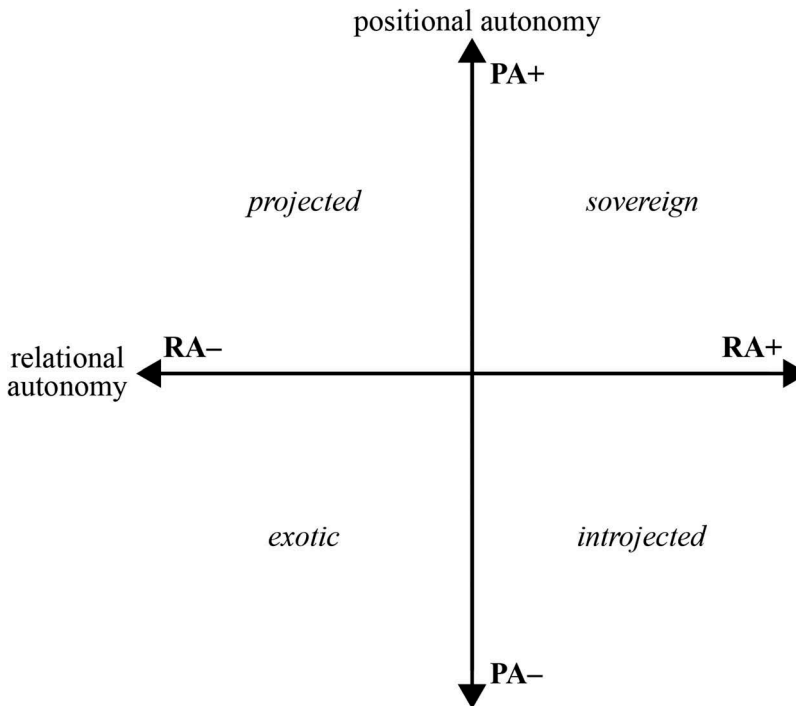 positional autonomy
PA+
projected
sovereign
relational
autonomy
RA–
RA+
exotic
introjected
PA–